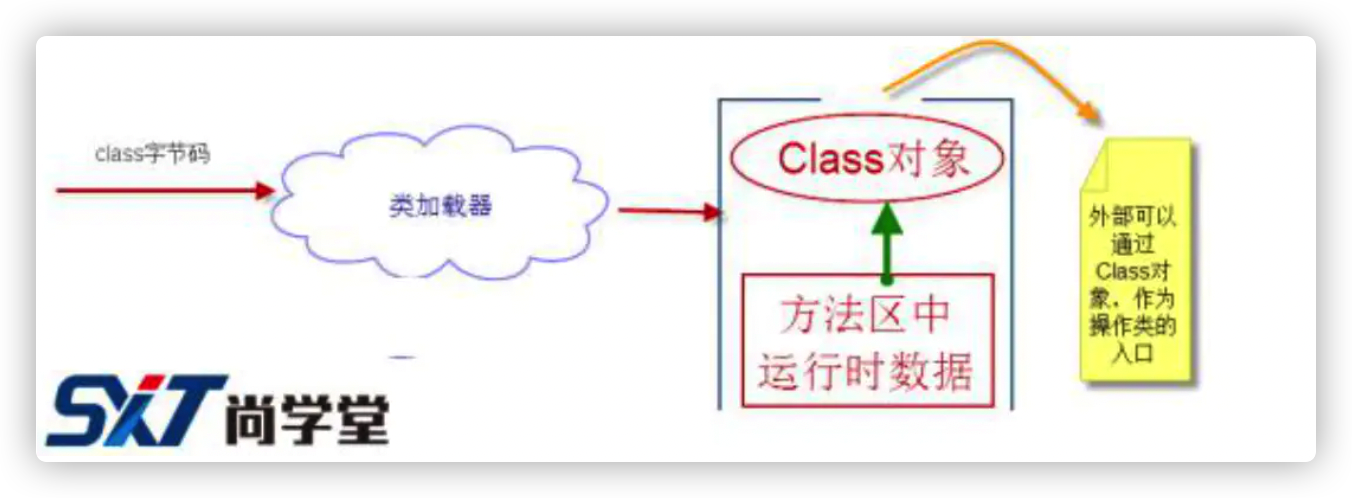 class字节码
类加载器
Class对象
方法区中
运行时数据
外部可以
通过
Class对
象，作为
操作类的
入口
SXT 尚学堂